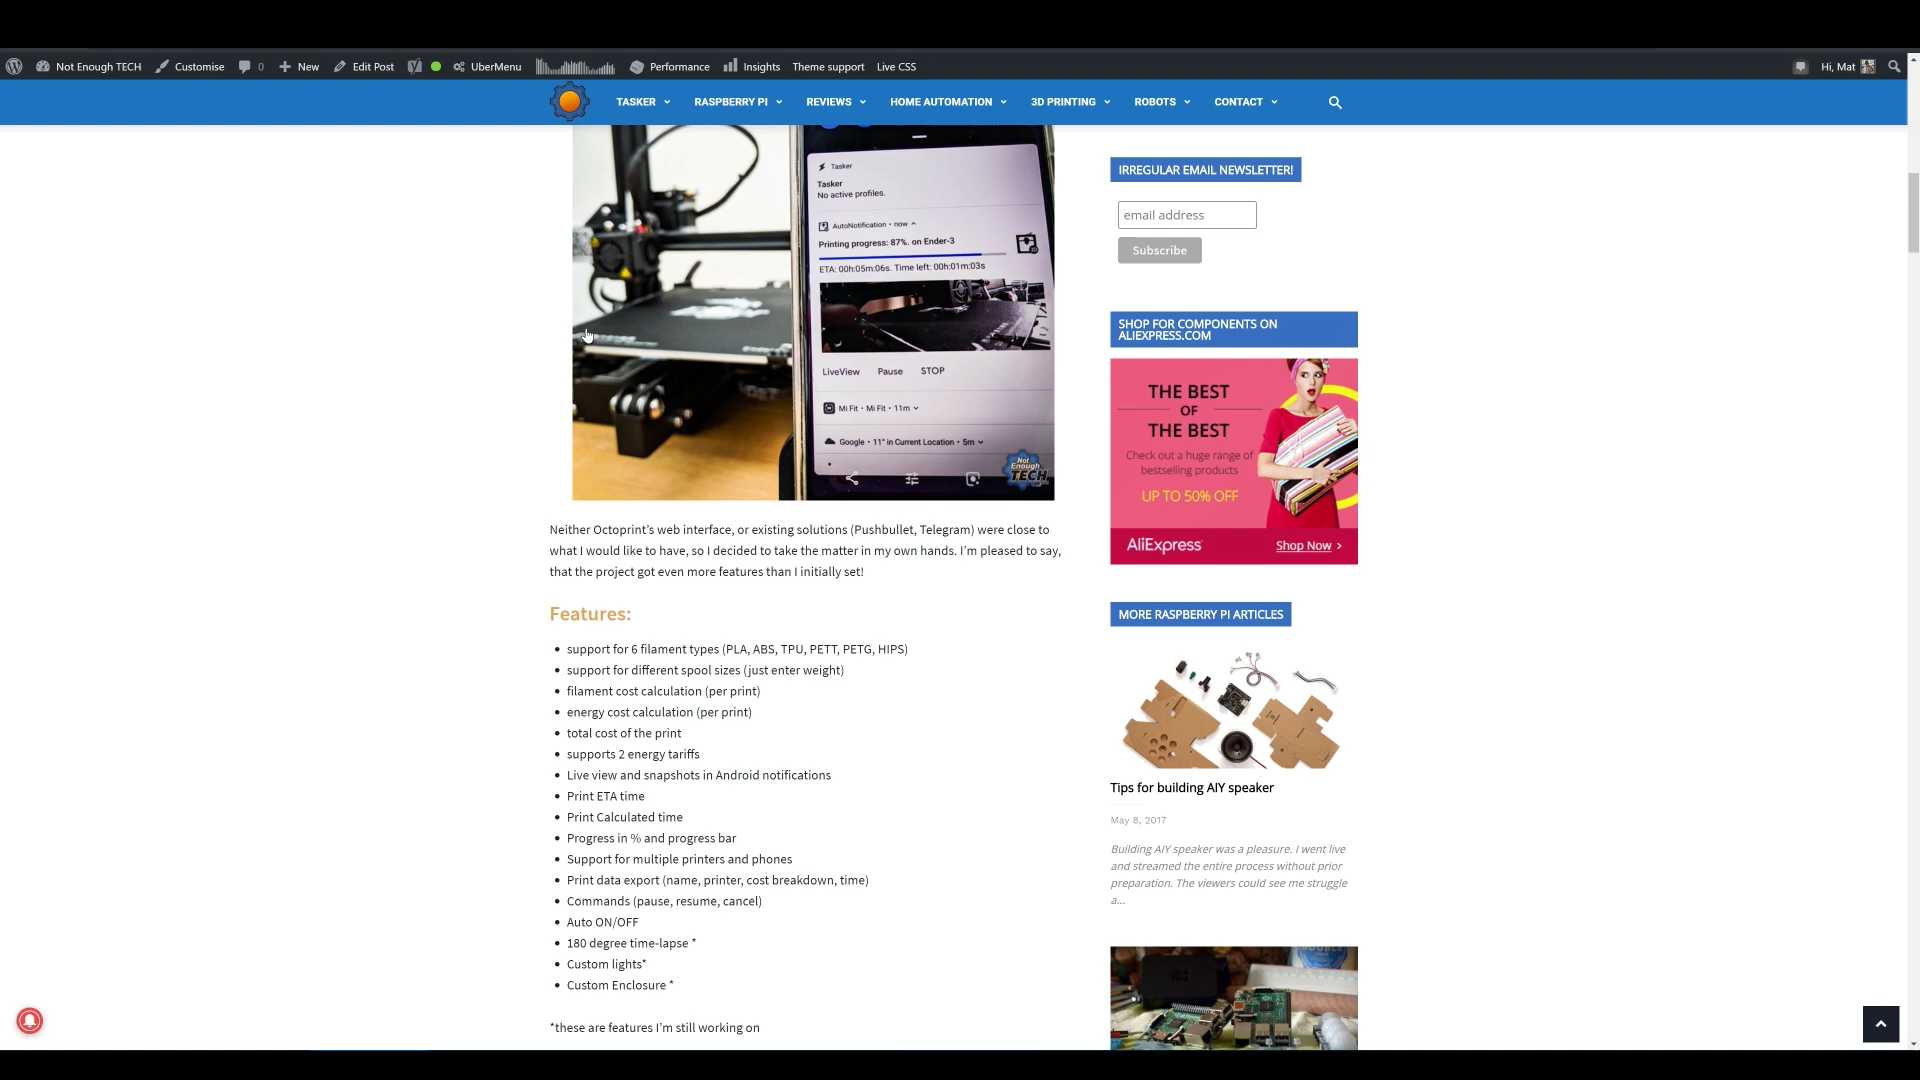 Not Enough TECH Customise 0 New Edit Post UberMenu Performance Insights Theme support Live CSS Hi, Mat
TASKER RASPBERRY PI REVIEWS HOME AUTOMATION 3D PRINTING ROBOTS CONTACT
Tasker
Tasker
No active profiles.
AutoNotification • now
Printing progress: 87%. on Ender-3
ETA: 00h:05m:06s. Time left: 00h:01m:03s
LiveView Pause STOP
Mi Fit • Mi Fit • 11m
Google • 11° in Current Location • 5m
Not
Enough
TECH
Neither Octoprint’s web interface, or existing solutions (Pushbullet, Telegram) were close to
what I would like to have, so I decided to take the matter in my own hands. I’m pleased to say,
that the project got even more features than I initially set!
Features:
• support for 6 filament types (PLA, ABS, TPU, PETT, PETG, HIPS)
• support for different spool sizes (just enter weight)
• filament cost calculation (per print)
• energy cost calculation (per print)
• total cost of the print
• supports 2 energy tariffs
• Live view and snapshots in Android notifications
• Print ETA time
• Print Calculated time
• Progress in % and progress bar
• Support for multiple printers and phones
• Print data export (name, printer, cost breakdown, time)
• Commands (pause, resume, cancel)
• Auto ON/OFF
• 180 degree time-lapse *
• Custom lights*
• Custom Enclosure *
*these are features I’m still working on
IRREGULAR EMAIL NEWSLETTER!
email address
Subscribe
SHOP FOR COMPONENTS ON
ALIEXPRESS.COM
THE BEST
OF
THE BEST
Check out a huge range of
bestselling products
UP TO 50% OFF
AliExpress Shop Now >
MORE RASPBERRY PI ARTICLES
Tips for building AIY speaker
May 8, 2017
Building AIY speaker was a pleasure. I went live
and streamed the entire process without prior
preparation. The viewers could see me struggle
a...